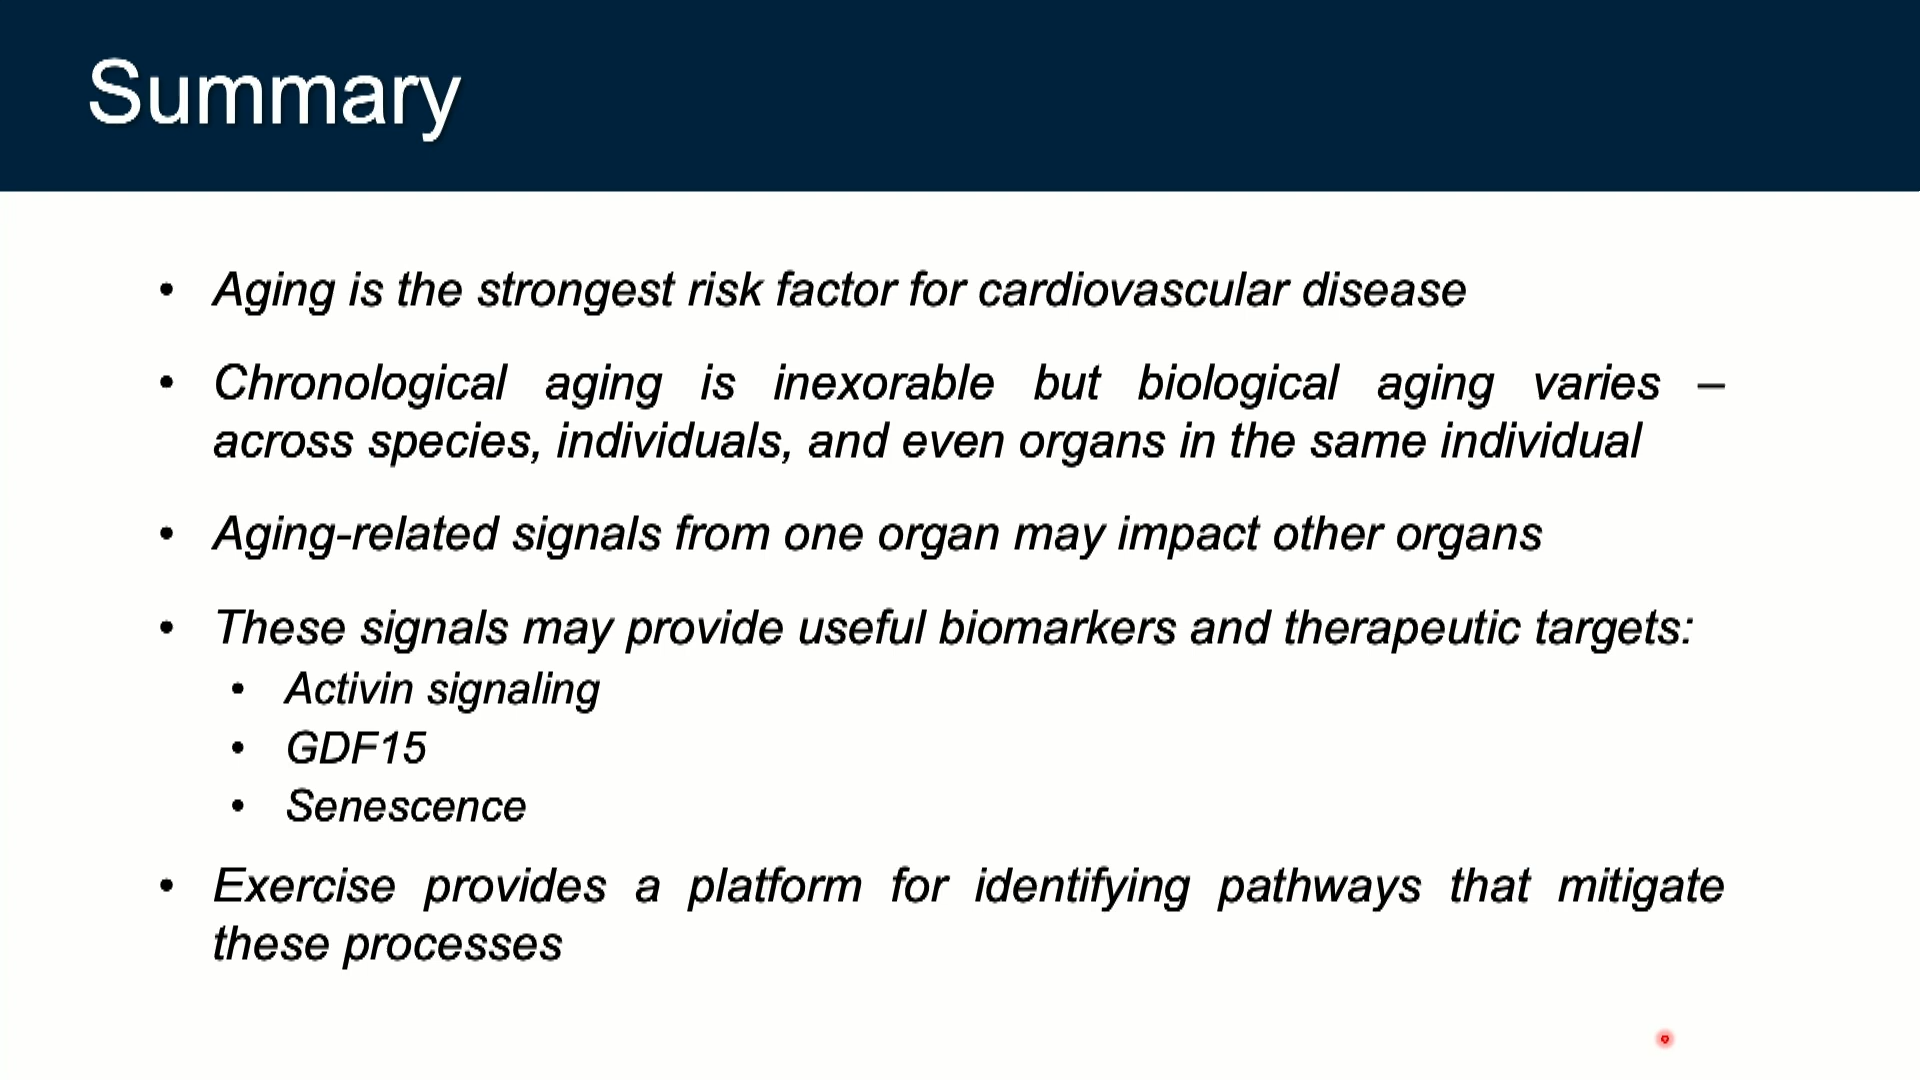 Summary
• Aging is the strongest risk factor for cardiovascular disease
• Chronological aging is inexorable but biological aging varies –
across species, individuals, and even organs in the same individual
• Aging-related signals from one organ may impact other organs
• These signals may provide useful biomarkers and therapeutic targets:
• Activin signaling
• GDF15
• Senescence
• Exercise provides a platform for identifying pathways that mitigate
these processes